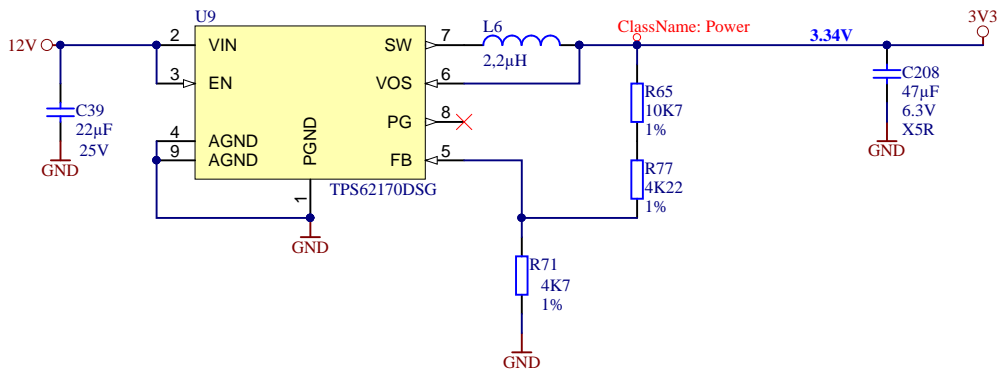 U9
12V
2
VIN
3
EN
4
AGND
9
AGND
PGND
1
SW
7
VOS
6
PG
8
FB
5
TPS62170DSG
L6
2,2µH
ClassName: Power
3.34V
3V3
C39
22µF
25V
GND
GND
R65
10K7
1%
R77
4K22
1%
R71
4K7
1%
GND
C208
47µF
6.3V
X5R
GND